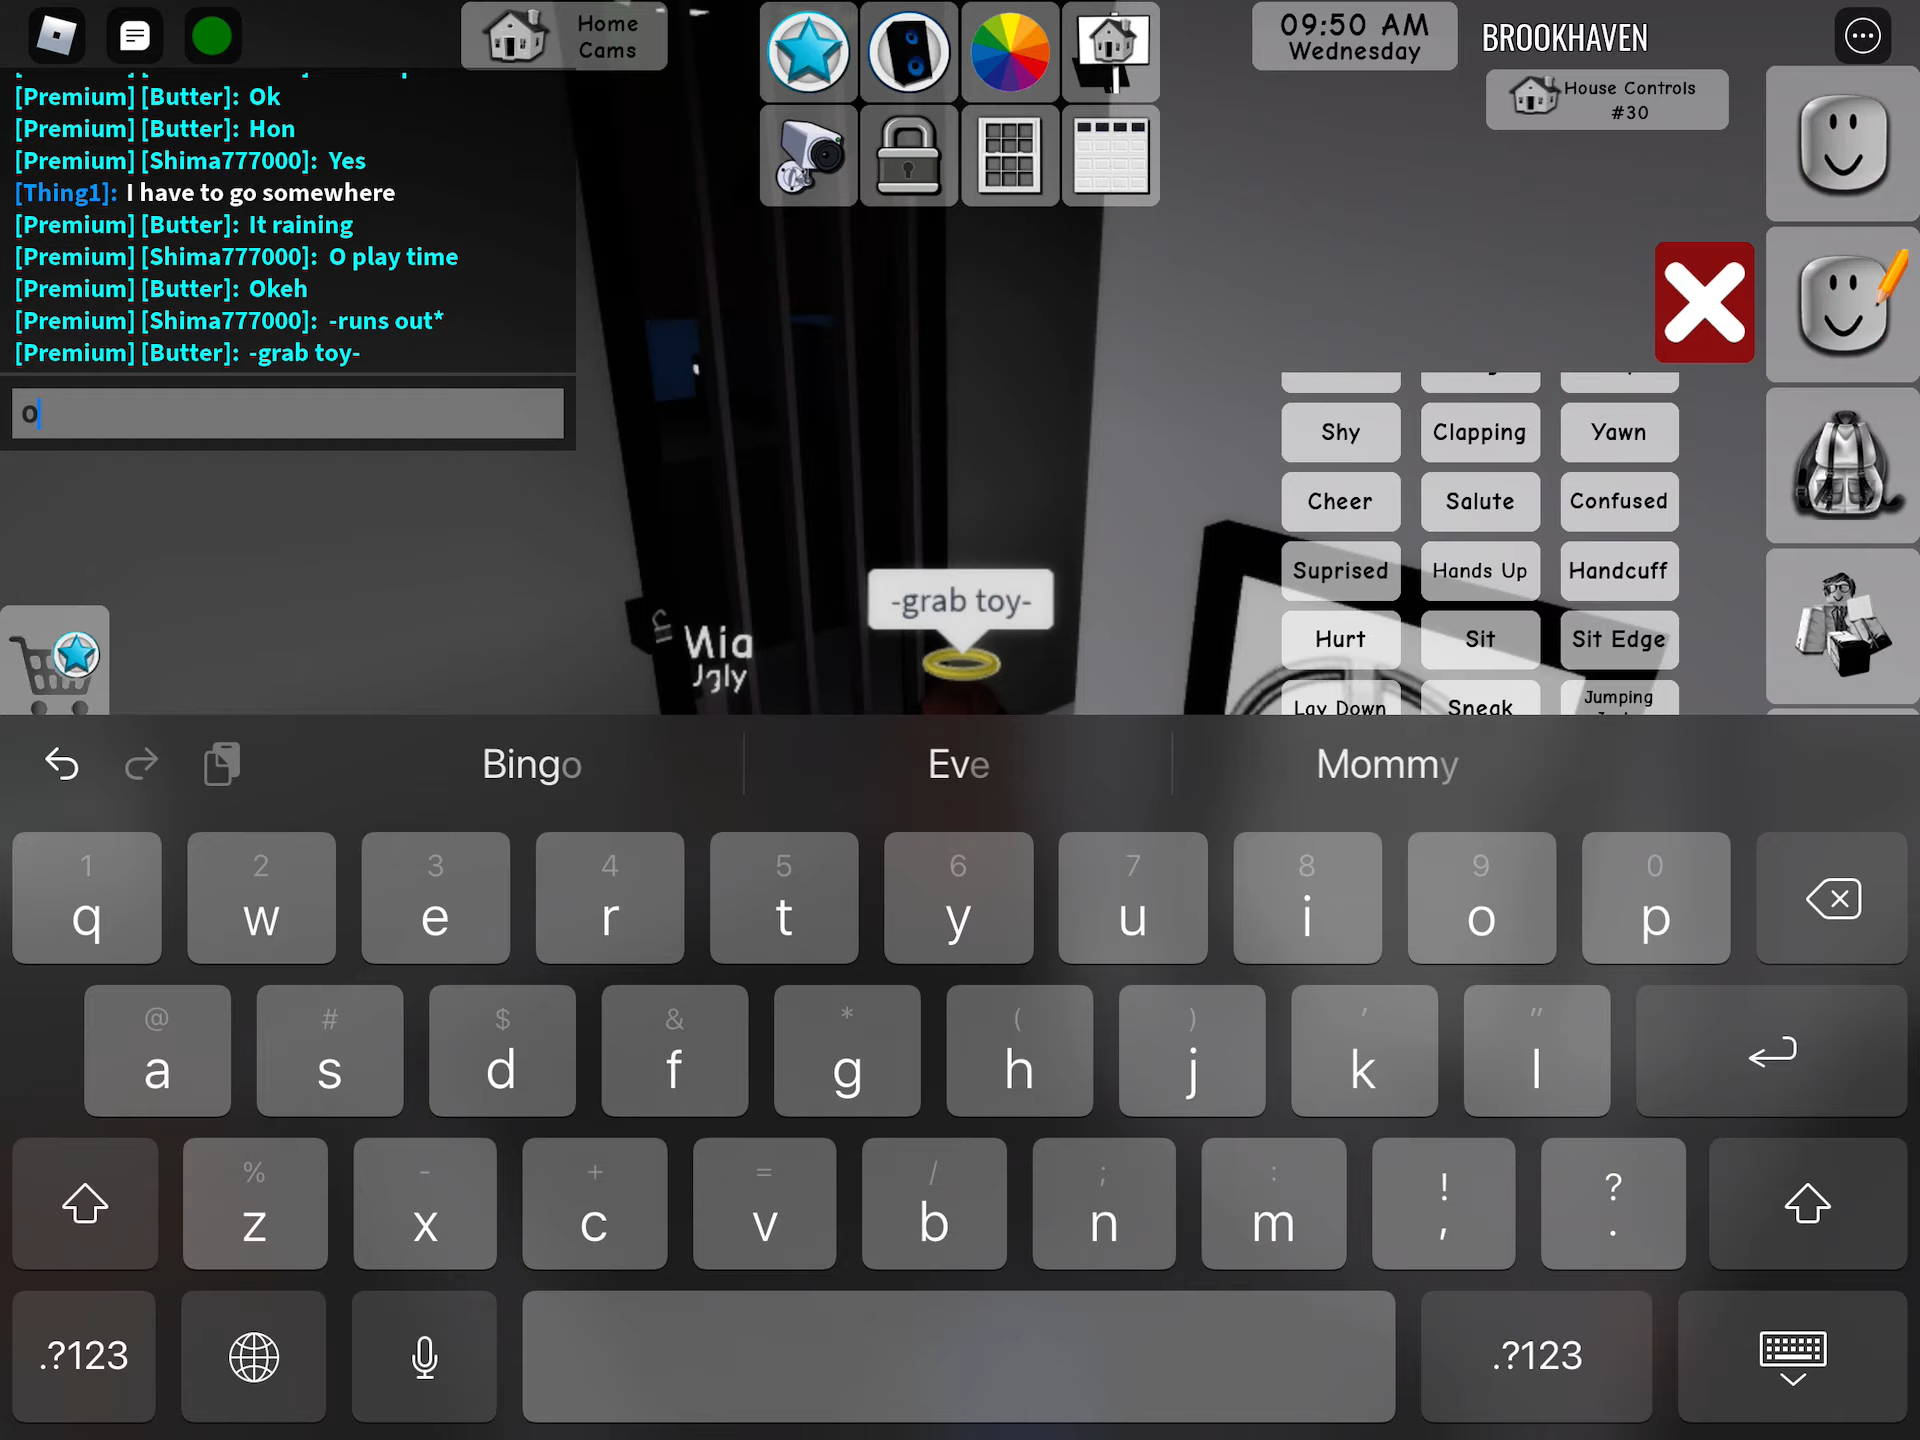 Home
Cams
09:50 AM
Wednesday
BROOKHAVEN
House Controls
#30
[Premium] [Butter]: Ok
[Premium] [Butter]: Hon
[Premium] [Shima777000]: Yes
[Thing1]: I have to go somewhere
[Premium] [Butter]: It raining
[Premium] [Shima777000]: O play time
[Premium] [Butter]: Okeh
[Premium] [Shima777000]: -runs out*
[Premium] [Butter]: -grab toy-
o
Shy Clapping Yawn
Cheer Salute Confused
Suprised Hands Up Handcuff
Hurt Sit Sit Edge
Lay Down Sneak Jumping
-grab toy-
Mia
Bingo Eve Mommy
1 2 3 4 5 6 7 8 9 0
q w e r t y u i o p
@ # $ & * ( ) ' "
a s d f g h j k l
% - + = / ; : ! ?
z x c v b n m , .
.?123 .?123